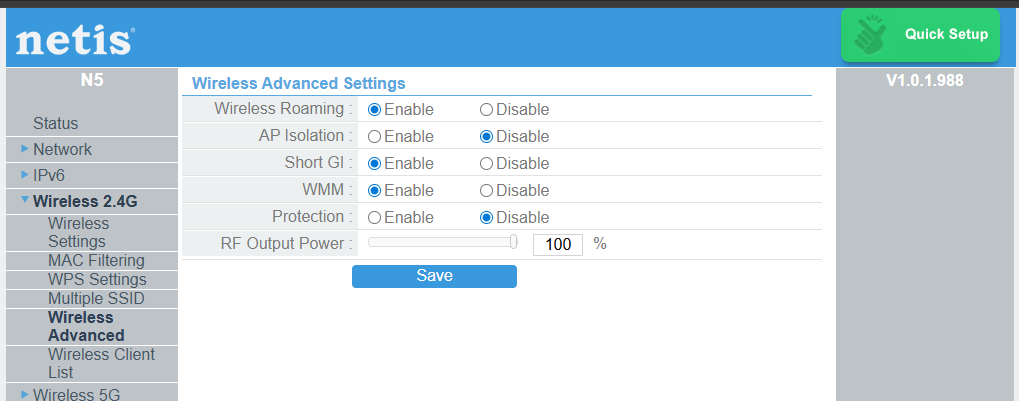 netis
Quick Setup
N5
V1.0.1.988
Status
Network
IPv6
Wireless 2.4G
Wireless
Settings
MAC Filtering
WPS Settings
Multiple SSID
Wireless
Advanced
Wireless Client
List
Wireless 5G
Wireless Advanced Settings
Wireless Roaming : Enable Disable
AP Isolation : Enable Disable
Short GI : Enable Disable
WMM : Enable Disable
Protection : Enable Disable
RF Output Power : 100 %
Save